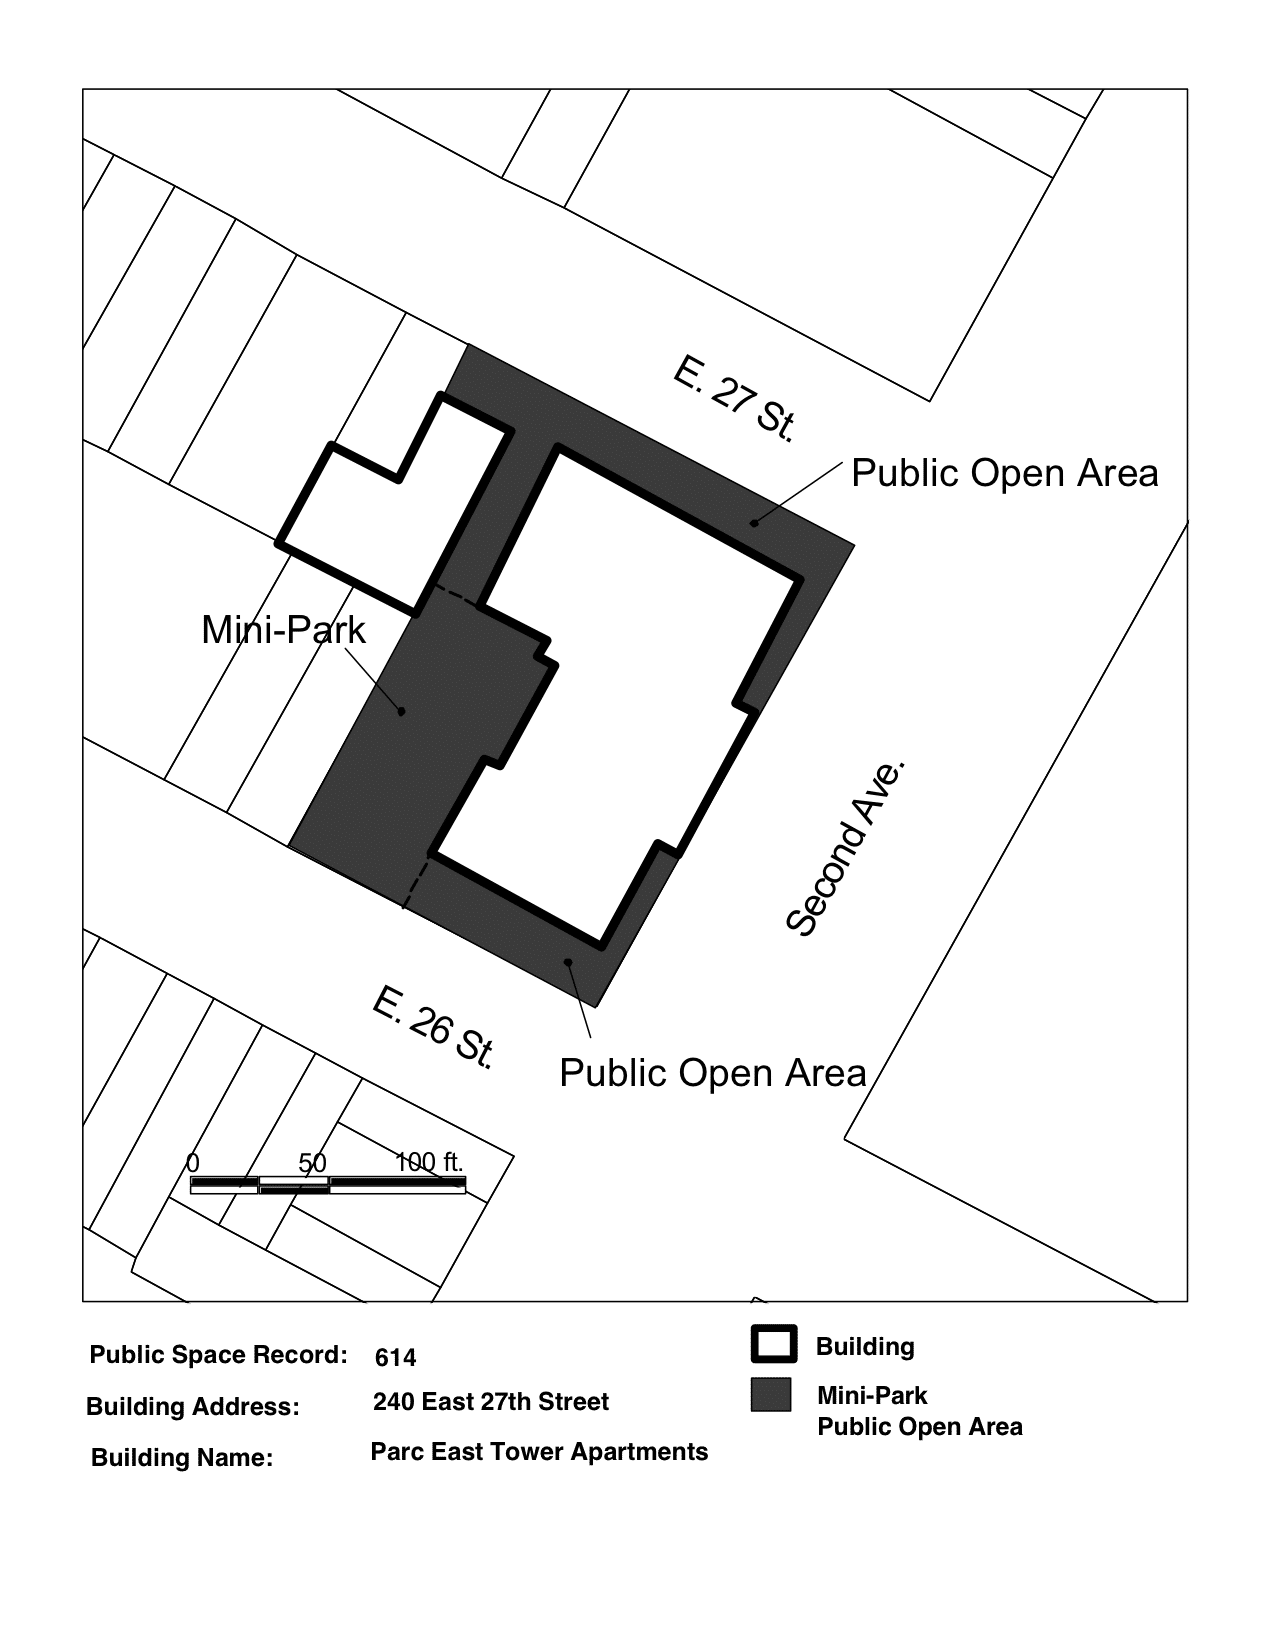 E. 27 St.
Public Open Area
Mini-Park
Second Ave.
E. 26 St.
Public Open Area
0 50 100 ft.
Public Space Record: 614
Building Address: 240 East 27th Street
Building Name: Parc East Tower Apartments
Building
Mini-Park
Public Open Area